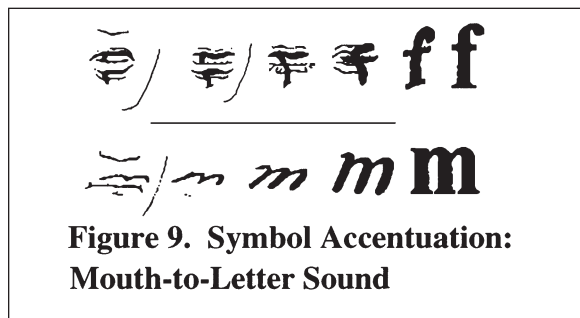 f f
m m m m
Figure 9. Symbol Accentuation:
Mouth-to-Letter Sound